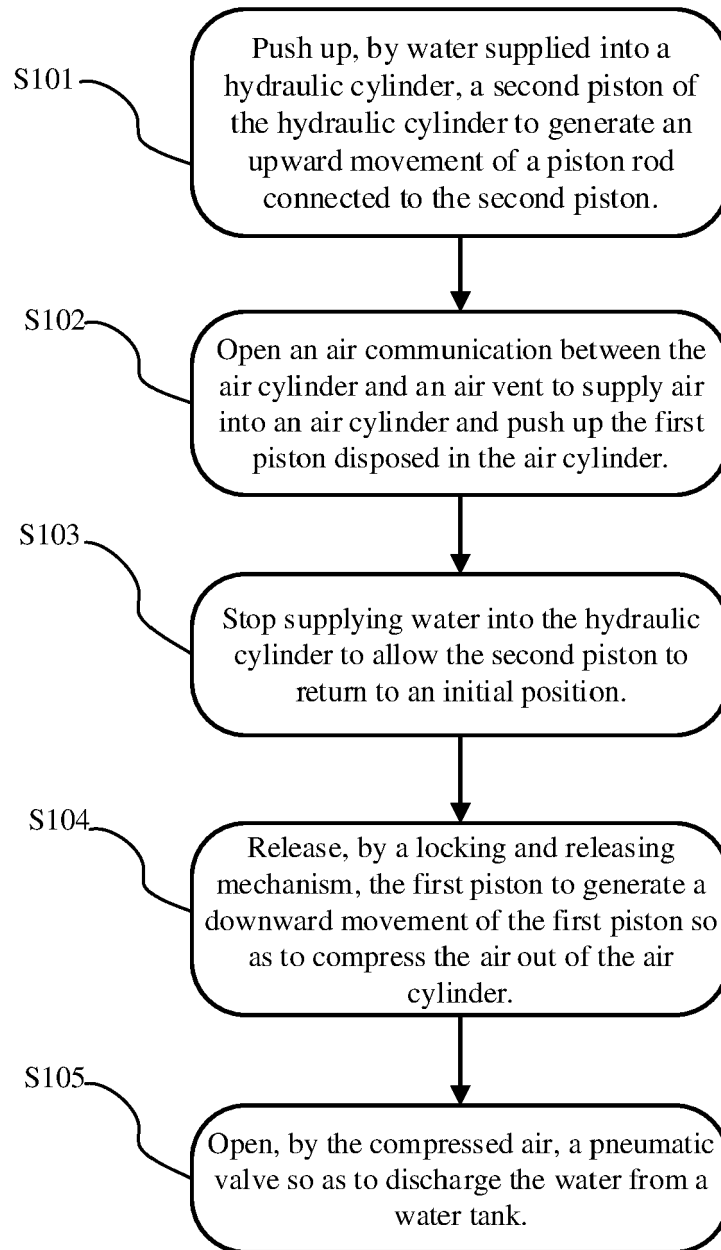 S101
Push up, by water supplied into a
hydraulic cylinder, a second piston of
the hydraulic cylinder to generate an
upward movement of a piston rod
connected to the second piston.
S102
Open an air communication between the
air cylinder and an air vent to supply air
into an air cylinder and push up the first
piston disposed in the air cylinder.
S103
Stop supplying water into the hydraulic
cylinder to allow the second piston to
return to an initial position.
S104
Release, by a locking and releasing
mechanism, the first piston to generate a
downward movement of the first piston so
as to compress the air out of the air
cylinder.
S105
Open, by the compressed air, a pneumatic
valve so as to discharge the water from a
water tank.